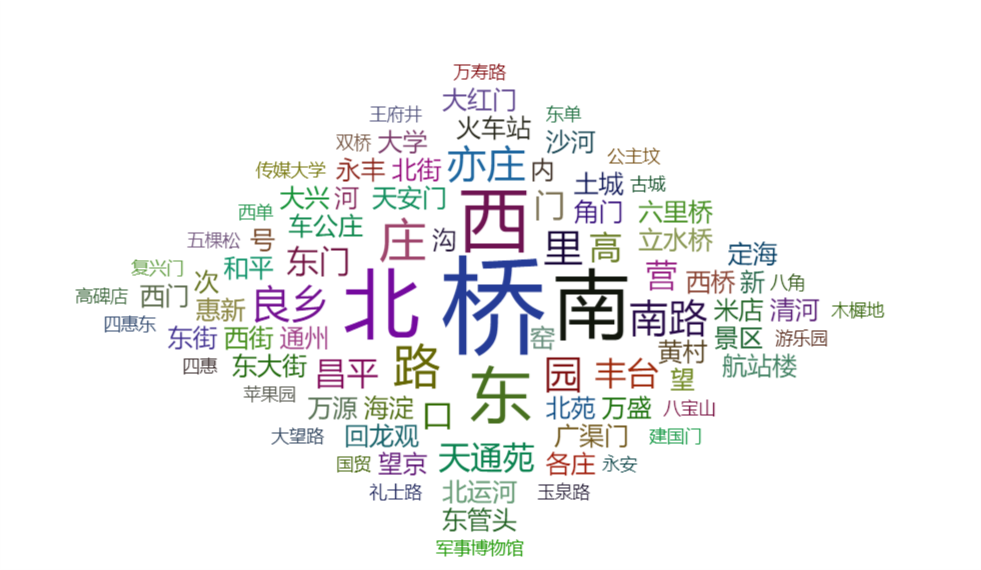 万寿路
大红门
王府井 东单
火车站
双桥 大学 沙河
亦庄 公主坟
传媒大学 永丰 北街 内
土城 古城
大兴 河 天安门 西 门 角门 六里桥
西单 车公庄 庄 沟
五棵松 号 里 高 立水桥
复兴门 和平 东门 定海
次 营 西桥 新 八角
高碑店 西门 惠新 良乡 北 桥 南 南路 米店 清河 木樨地
四惠东 东街 西街 通州 窑 景区 游乐园
四惠 东大街 昌平 路 园 丰台 黄村 望 航站楼
苹果园 东
万源 海淀 口 北苑 万盛 八宝山
大望路 回龙观 广渠门 建国门
国贸 望京 天通苑 各庄 永安
礼士路 北运河 玉泉路
东管头
军事博物馆